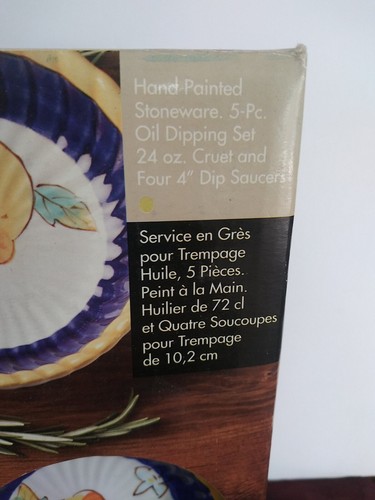 Hand-Painted
Stoneware. 5-Pc.
Oil Dipping Set
24 oz. Cruet and
Four 4" Dip Saucers
Service en Grès
pour Trempage
Huile, 5 Pièces.
Peint à la Main.
Huilier de 72 cl
et Quatre Soucoupes
pour Trempage
de 10,2 cm